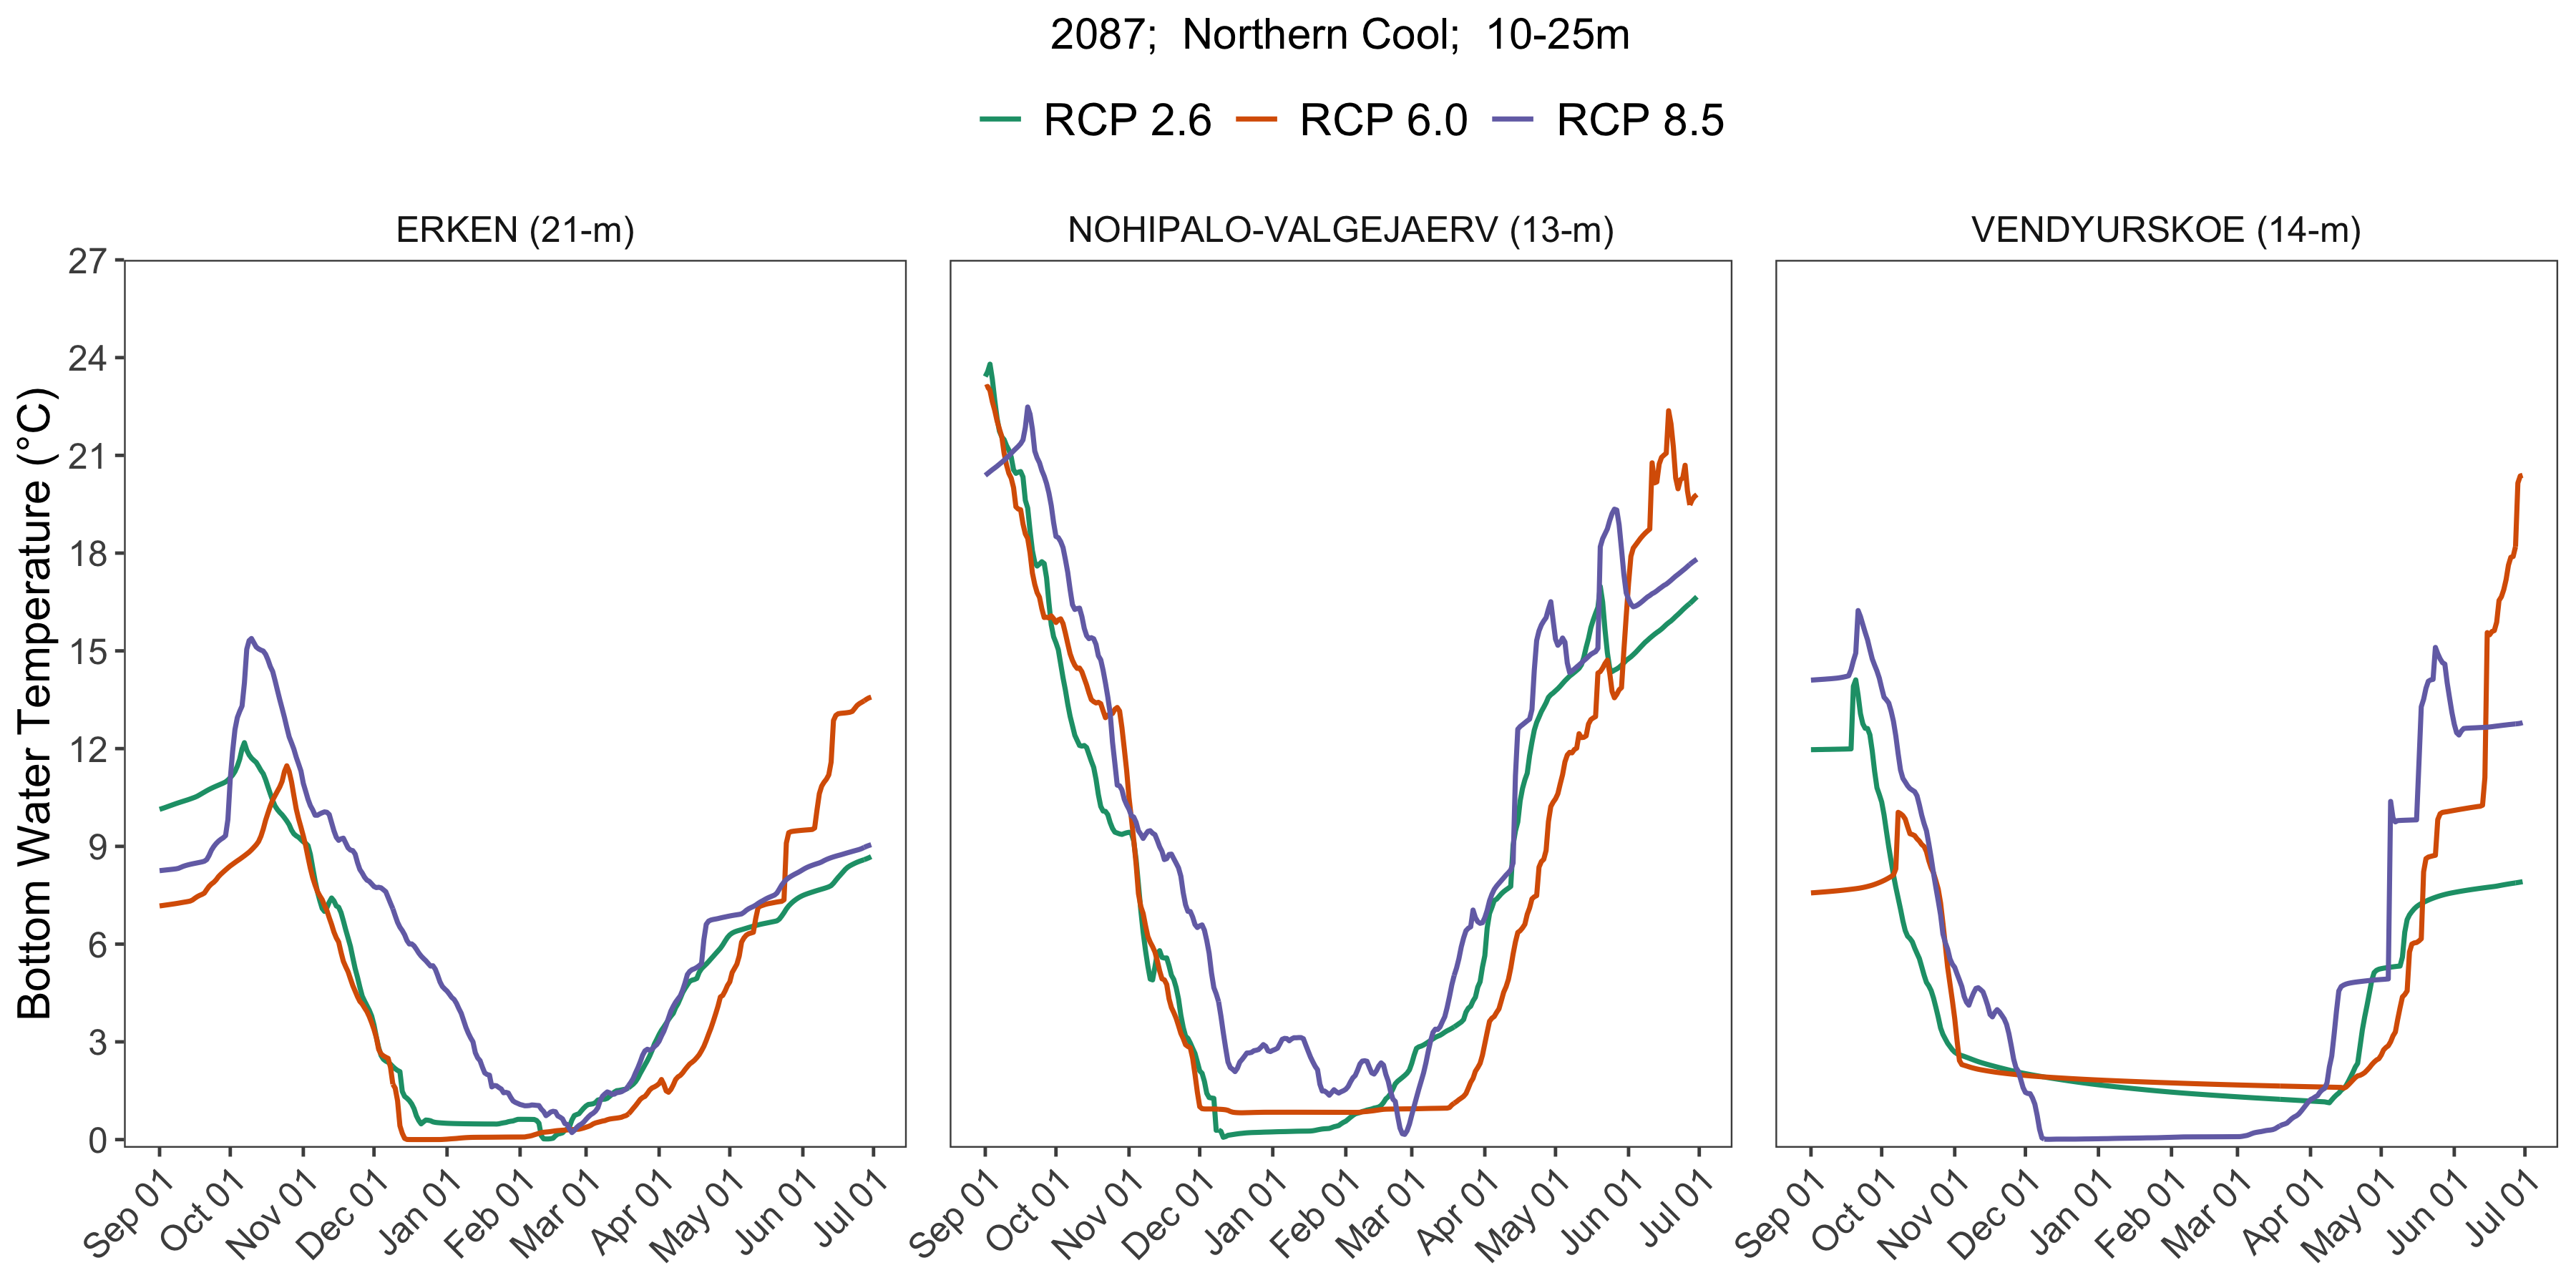 2087;  Northern Cool;  10-25m
RCP 2.6 RCP 6.0 RCP 8.5
ERKEN (21-m) NOHIPALO-VALGEJAERV (13-m) VENDYURSKOE (14-m)
Bottom Water Temperature (°C)
27
24
21
18
15
12
9
6
3
0
Sep 01 Oct 01 Nov 01 Dec 01 Jan 01 Feb 01 Mar 01 Apr 01 May 01 Jun 01 Jul 01
Sep 01 Oct 01 Nov 01 Dec 01 Jan 01 Feb 01 Mar 01 Apr 01 May 01 Jun 01 Jul 01
Sep 01 Oct 01 Nov 01 Dec 01 Jan 01 Feb 01 Mar 01 Apr 01 May 01 Jun 01 Jul 01